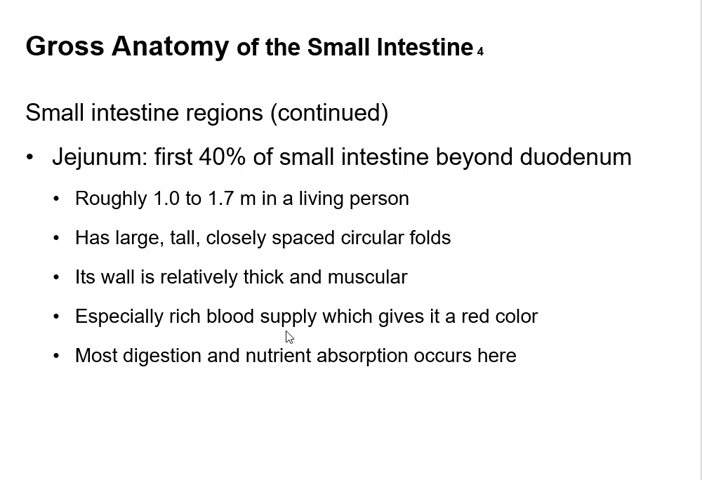 Gross Anatomy of the Small Intestine 4
Small intestine regions (continued)
• Jejunum: first 40% of small intestine beyond duodenum
• Roughly 1.0 to 1.7 m in a living person
• Has large, tall, closely spaced circular folds
• Its wall is relatively thick and muscular
• Especially rich blood supply which gives it a red color
• Most digestion and nutrient absorption occurs here